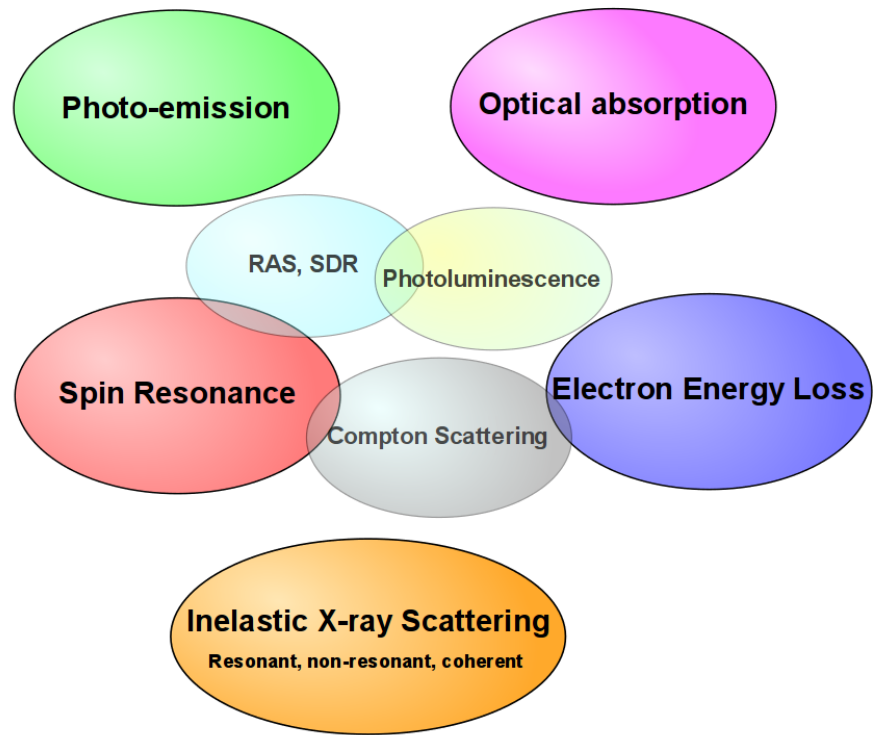 Photo-emission
Optical absorption
RAS, SDR
Photoluminescence
Spin Resonance
Electron Energy Loss
Compton Scattering
Inelastic X-ray Scattering
Resonant, non-resonant, coherent